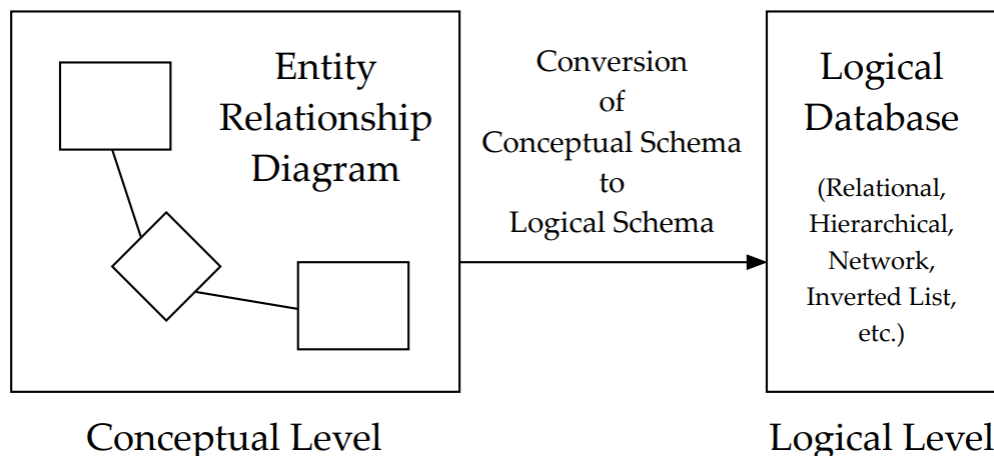 Entity
Relationship
Diagram
Conversion
of
Conceptual Schema
to
Logical Schema
Logical
Database
(Relational,
Hierarchical,
Network,
Inverted List,
etc.)
Conceptual Level
Logical Level